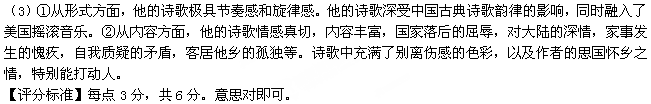 （3）①从形式方面，他的诗歌极具节奏感和旋律感。他的诗歌深受中国古典诗歌韵律的影响，同时融入了
美国摇滚音乐。②从内容方面，他的诗歌情感真切，内容丰富，国家落后的屈辱，对大陆的深情，家事发
生的愧疚，自我质疑的矛盾，客居他乡的孤独等。诗歌中充满了别离伤感的色彩，以及作者的思国怀乡之
情，特别能打动人。
【评分标准】每点 3 分，共 6 分。意思对即可。